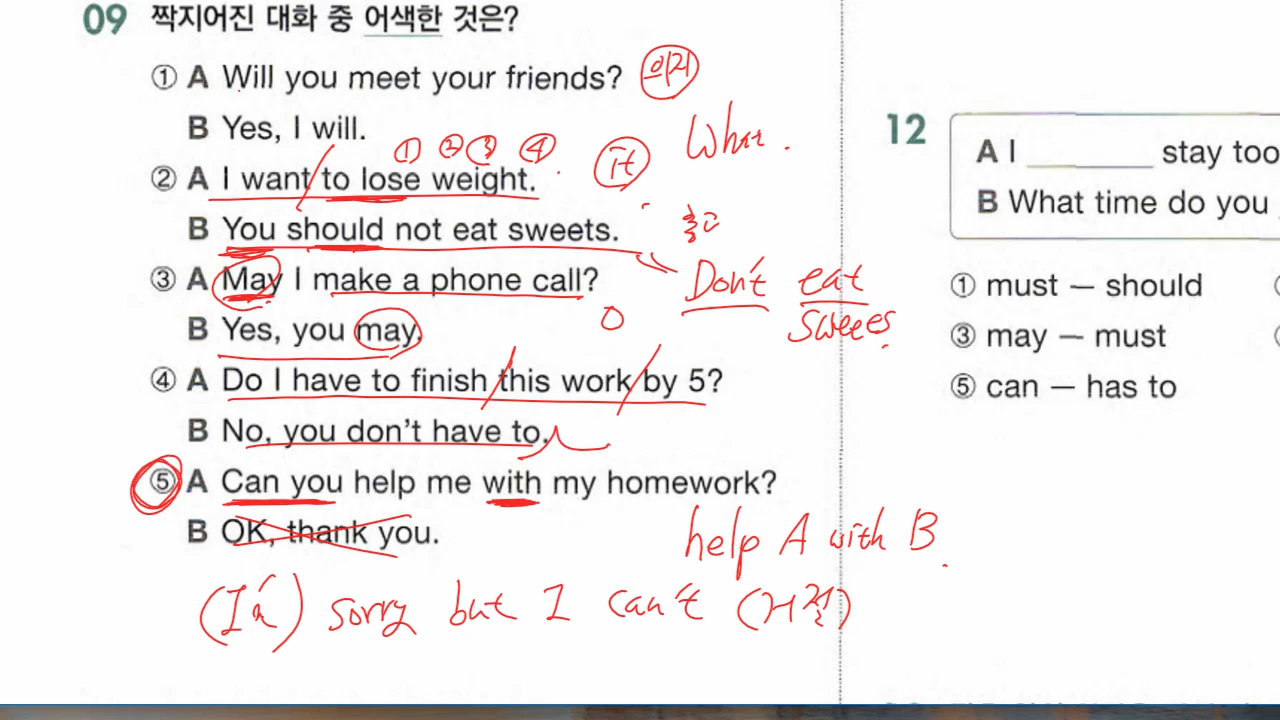 09 짝지어진 대화 중 어색한 것은?
① A Will you meet your friends? 의지
B Yes, I will.
① ② ③ ④
② A I want to lose weight. it
B You should not eat sweets.
Don't eat
sweets.
③ A May I make a phone call?
B Yes, you may.
④ A Do I have to finish this work by 5?
B No, you don't have to.
⑤ A Can you help me with my homework?
B OK, thank you.
help A with B.
(I'm) sorry but I can't (거절)
12
A I ________ stay too
B What time do you
① must – should
③ may – must
⑤ can – has to